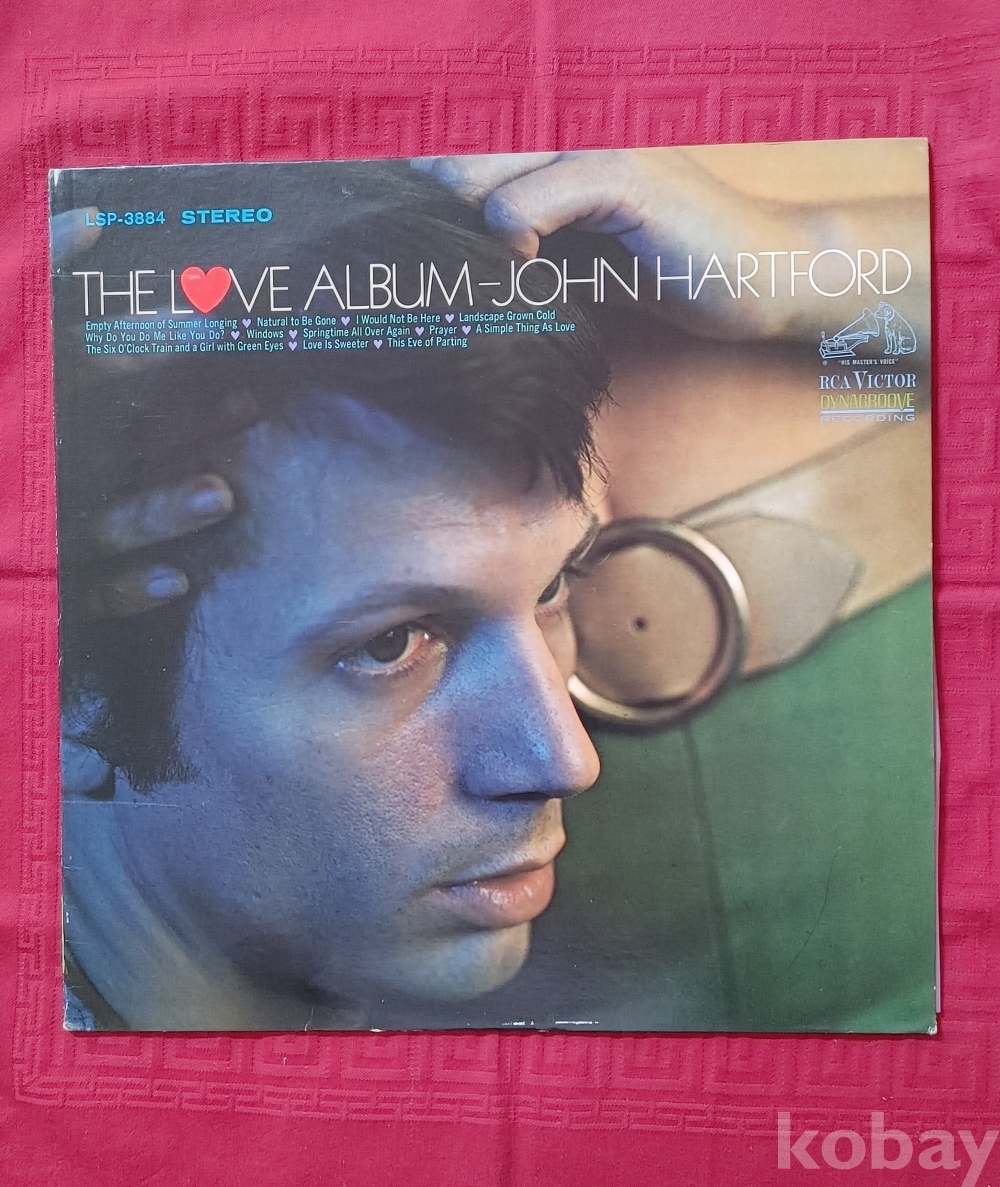 LSP-3884 STEREO
THE L❤VE ALBUM-JOHN HARTFORD
Empty Afternoon of Summer Longing ♥ Natural to Be Gone ♥ I Would Not Be Here ♥ Landscape Grown Cold
Why Do You Do Me Like You Do? ♥ Windows ♥ Springtime All Over Again ♥ Prayer ♥ A Simple Thing As Love
The Six O'Clock Train and a Girl with Green Eyes ♥ Love Is Sweeter ♥ This Eve of Parting
® "HIS MASTER'S VOICE"
RCA VICTOR
DYNAGROOVE
RECORDING
kobay